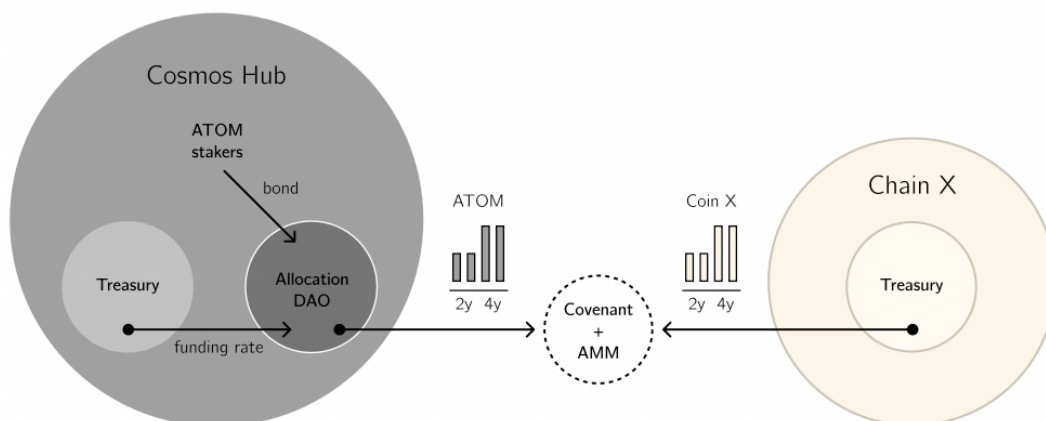 Cosmos Hub
ATOM
stakers
bond
Treasury
Allocation
DAO
funding rate
ATOM
2y 4y
Covenant
+
AMM
Coin X
2y 4y
Chain X
Treasury